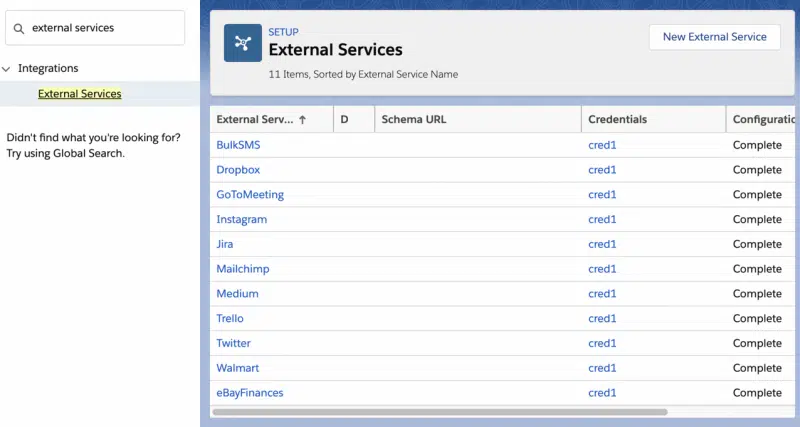 external services
Integrations
External Services
Didn't find what you're looking for?
Try using Global Search.
SETUP
External Services
New External Service
11 Items, Sorted by External Service Name
External Serv... ↑ D Schema URL Credentials Configuratio
BulkSMS cred1 Complete
Dropbox cred1 Complete
GoToMeeting cred1 Complete
Instagram cred1 Complete
Jira cred1 Complete
Mailchimp cred1 Complete
Medium cred1 Complete
Trello cred1 Complete
Twitter cred1 Complete
Walmart cred1 Complete
eBayFinances cred1 Complete